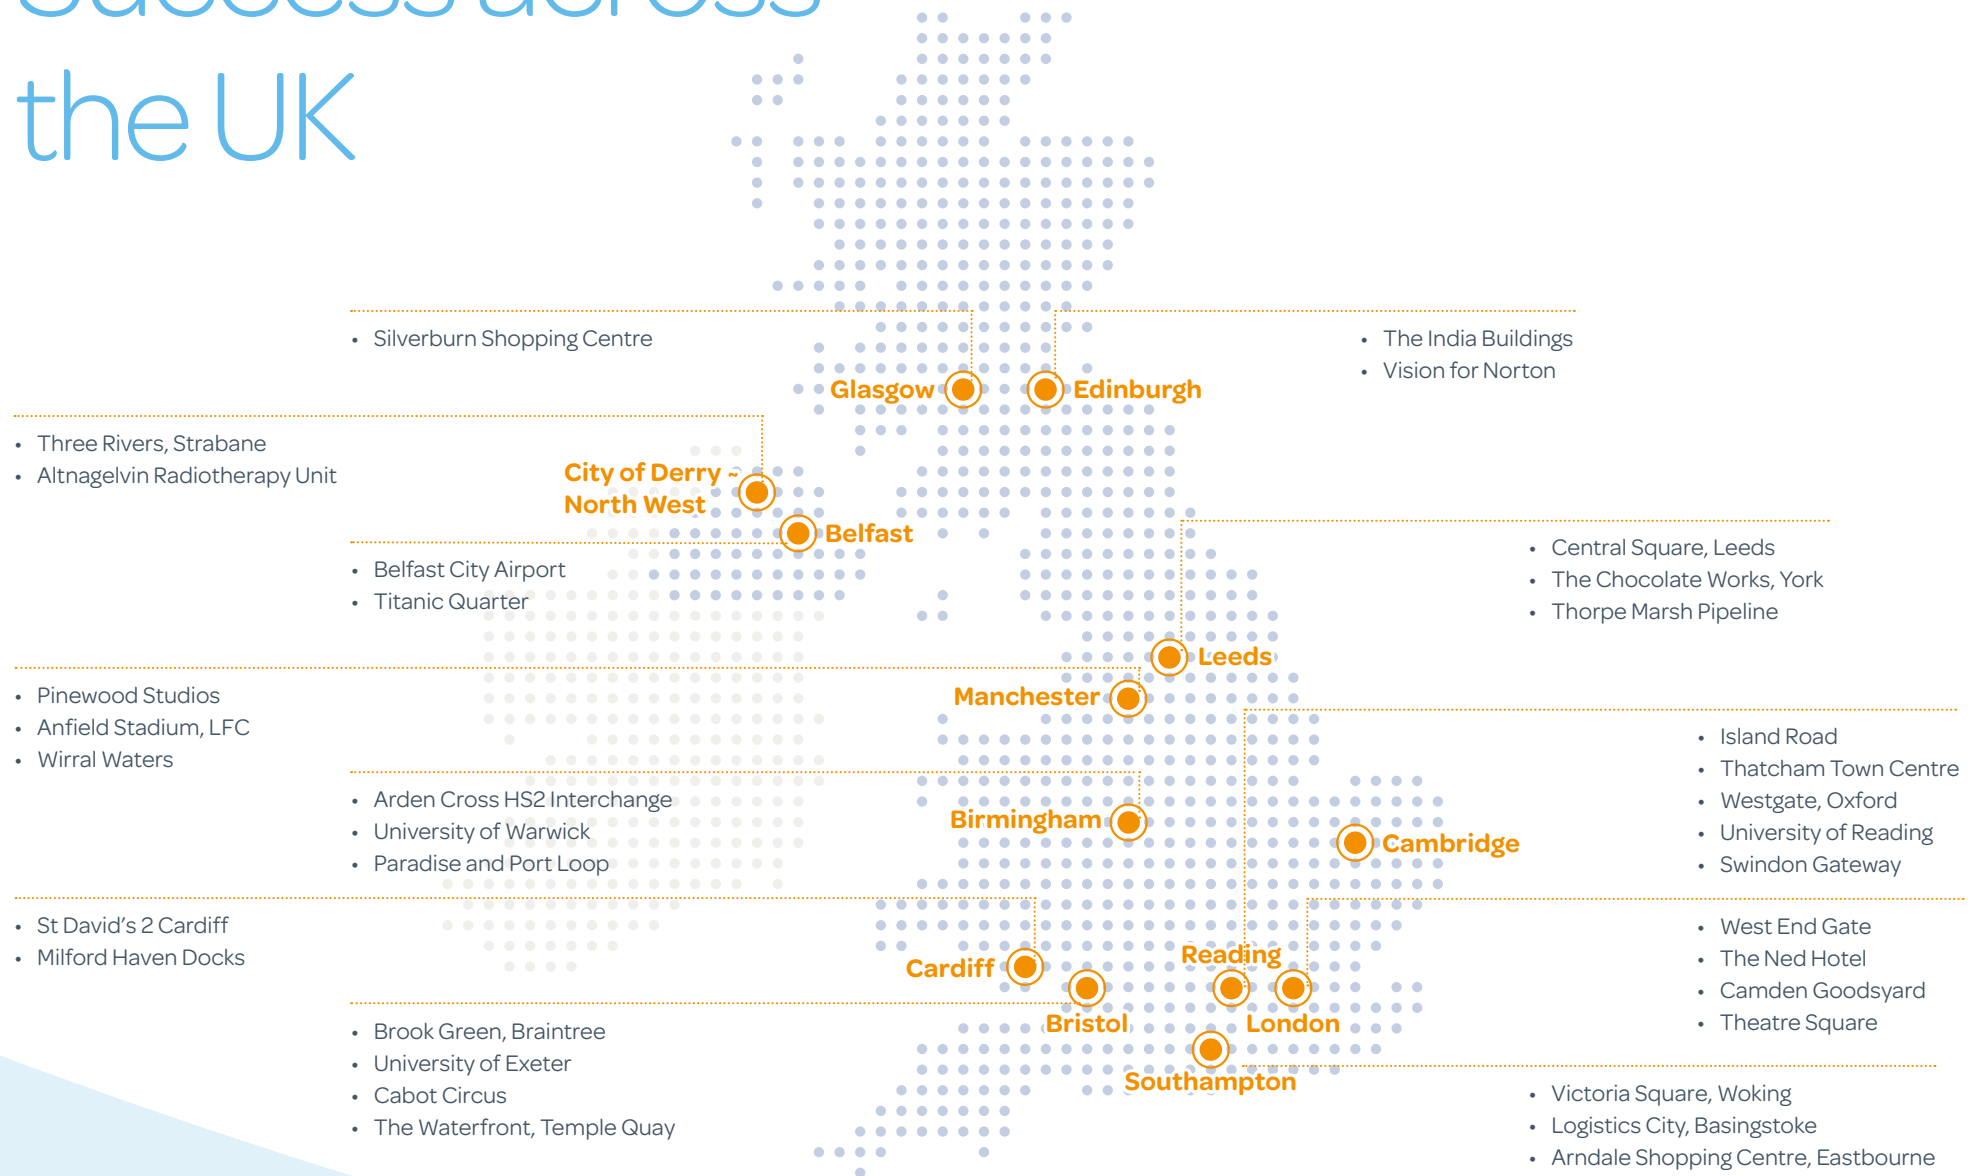 Success across
the UK
• Silverburn Shopping Centre
• The India Buildings
• Vision for Norton
Glasgow
Edinburgh
• Three Rivers, Strabane
• Altnagelvin Radiotherapy Unit
City of Derry ~
North West
Belfast
• Belfast City Airport
• Titanic Quarter
• Central Square, Leeds
• The Chocolate Works, York
• Thorpe Marsh Pipeline
Leeds
Manchester
• Pinewood Studios
• Anfield Stadium, LFC
• Wirral Waters
• Island Road
• Thatcham Town Centre
• Westgate, Oxford
• University of Reading
• Swindon Gateway
• Arden Cross HS2 Interchange
• University of Warwick
• Paradise and Port Loop
Birmingham
Cambridge
• St David's 2 Cardiff
• Milford Haven Docks
Cardiff
Reading
• West End Gate
• The Ned Hotel
• Camden Goodsyard
• Theatre Square
Bristol
London
• Brook Green, Braintree
• University of Exeter
• Cabot Circus
• The Waterfront, Temple Quay
Southampton
• Victoria Square, Woking
• Logistics City, Basingstoke
• Arndale Shopping Centre, Eastbourne